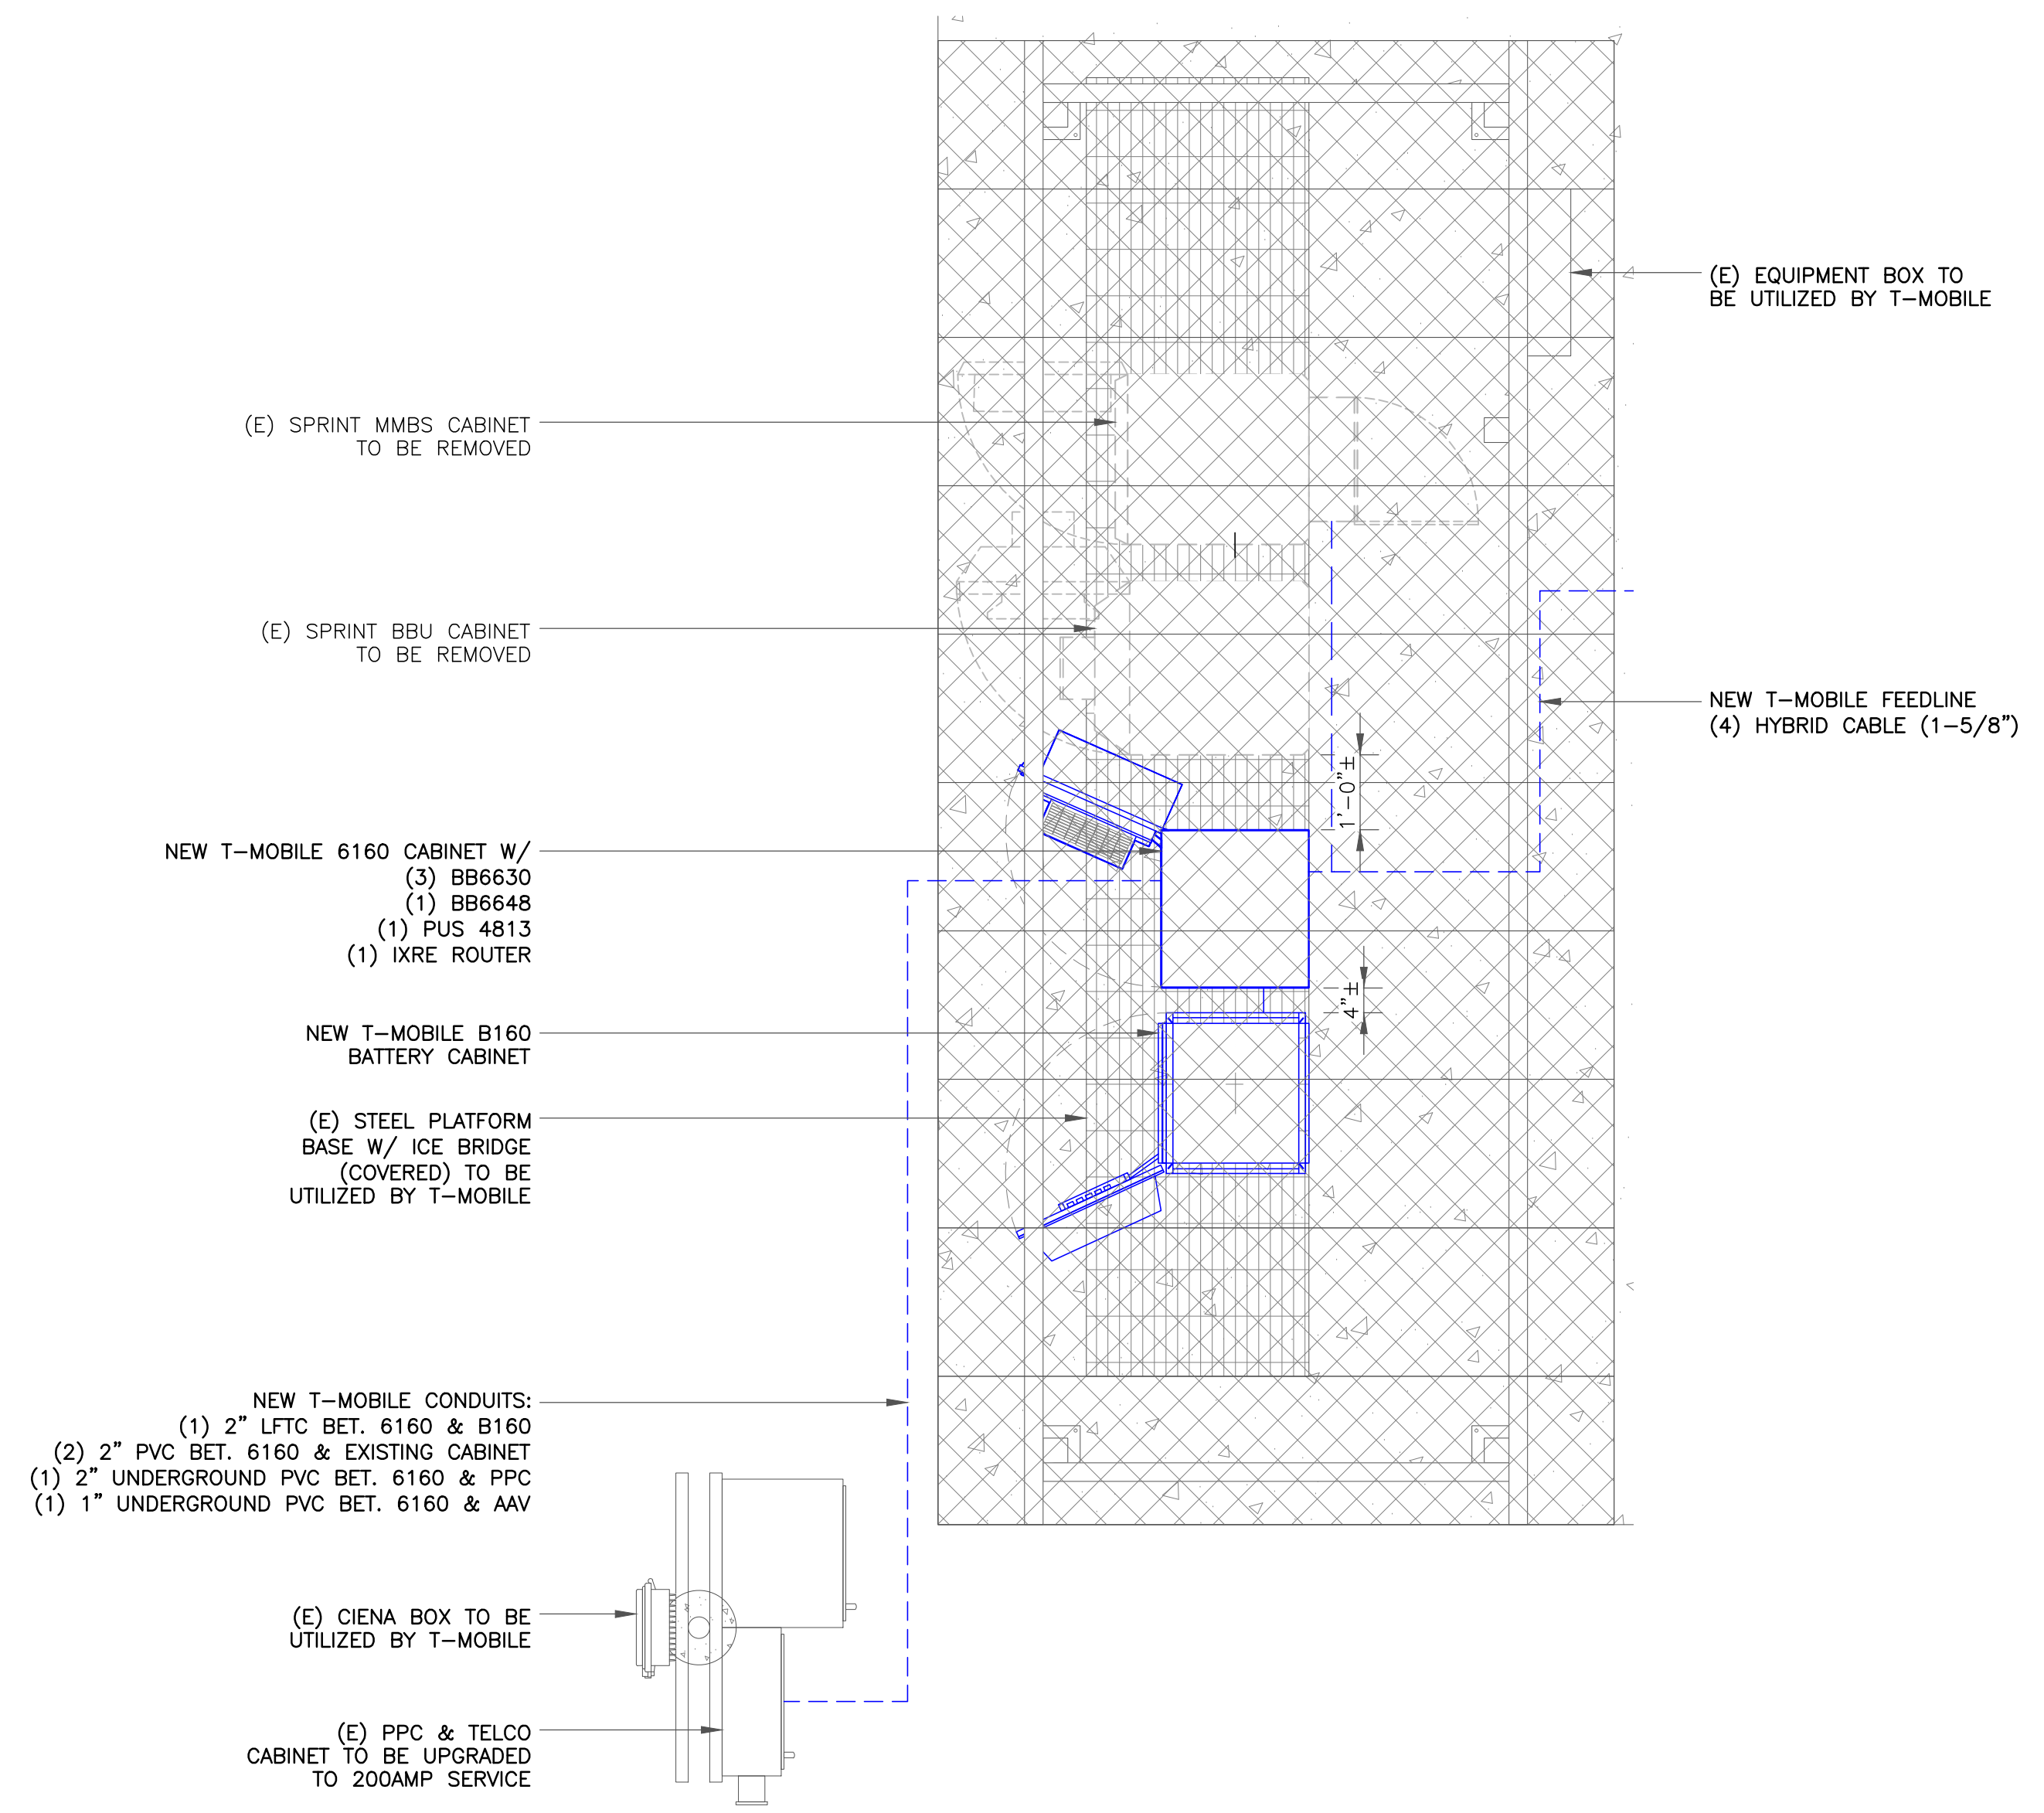 (E) EQUIPMENT BOX TO
BE UTILIZED BY T-MOBILE
(E) SPRINT MMBS CABINET
TO BE REMOVED
(E) SPRINT BBU CABINET
TO BE REMOVED
NEW T-MOBILE FEEDLINE
(4) HYBRID CABLE (1-5/8")
1'-0"±
NEW T-MOBILE 6160 CABINET W/
(3) BB6630
(1) BB6648
(1) PUS 4813
(1) IXRE ROUTER
4"±
NEW T-MOBILE B160
BATTERY CABINET
(E) STEEL PLATFORM
BASE W/ ICE BRIDGE
(COVERED) TO BE
UTILIZED BY T-MOBILE
NEW T-MOBILE CONDUITS:
(1) 2" LFTC BET. 6160 & B160
(2) 2" PVC BET. 6160 & EXISTING CABINET
(1) 2" UNDERGROUND PVC BET. 6160 & PPC
(1) 1" UNDERGROUND PVC BET. 6160 & AAV
(E) CIENA BOX TO BE
UTILIZED BY T-MOBILE
(E) PPC & TELCO
CABINET TO BE UPGRADED
TO 200AMP SERVICE